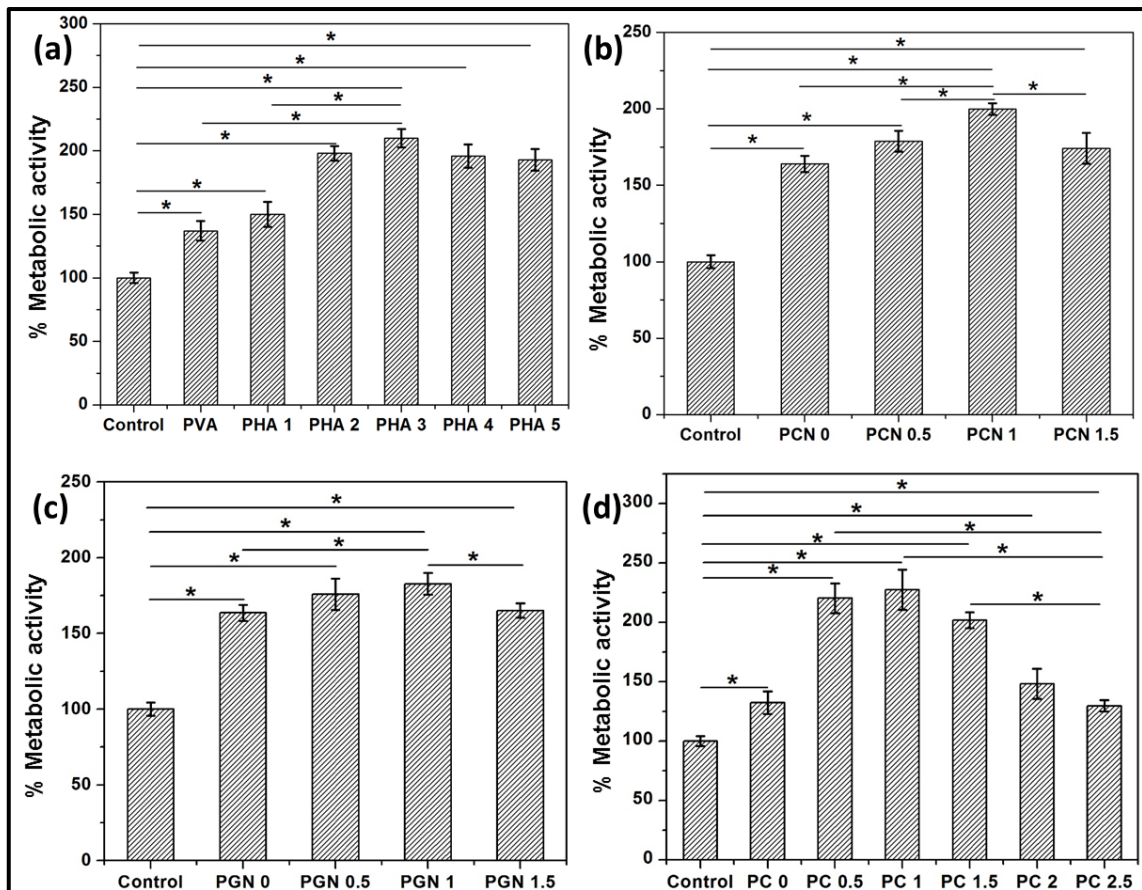 (a)
% Metabolic activity
300
250
200
150
100
50
0
* * * * * * * * *
Control PVA PHA 1 PHA 2 PHA 3 PHA 4 PHA 5
(b)
% Metabolic activity
250
200
150
100
50
0
* * * * * * *
Control PCN 0 PCN 0.5 PCN 1 PCN 1.5
(c)
% Metabolic activity
250
200
150
100
50
0
* * * * * *
Control PGN 0 PGN 0.5 PGN 1 PGN 1.5
(d)
% Metabolic activity
300
250
200
150
100
50
0
* * * * * * * * *
Control PC 0 PC 0.5 PC 1 PC 1.5 PC 2 PC 2.5